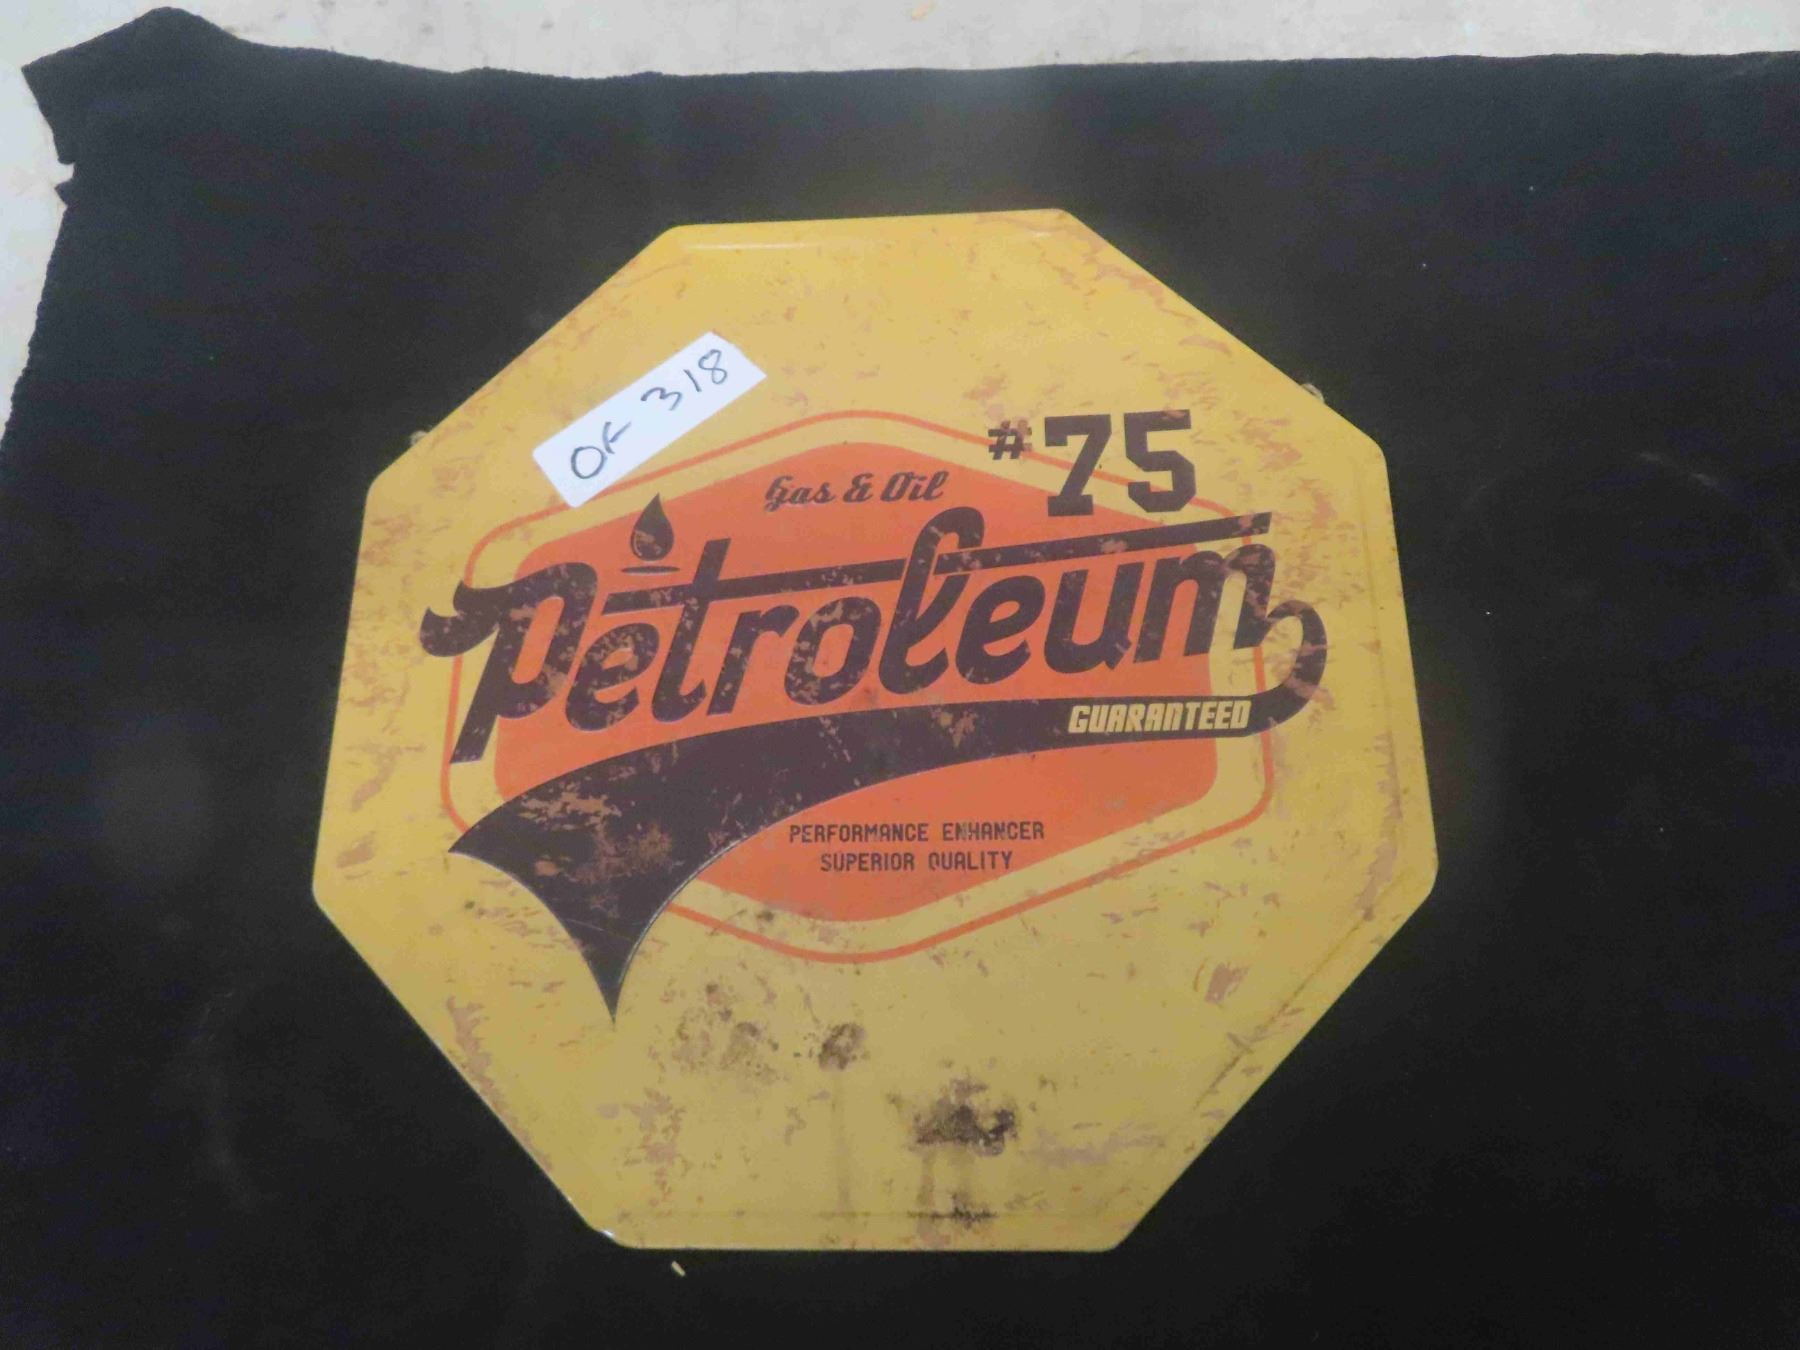 OF 318
Gas & Oil
#75
Petroleum
GUARANTEED
PERFORMANCE ENHANCER
SUPERIOR QUALITY